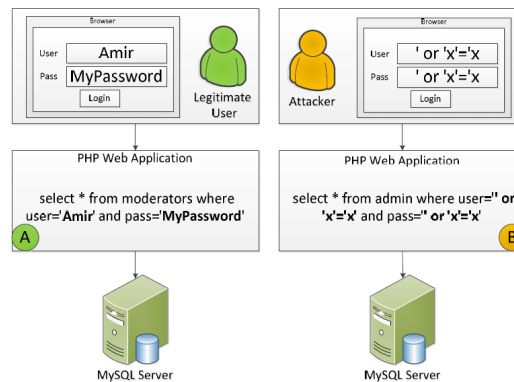 Browser
User Amir
Pass MyPassword
Login
Legitimate
User
PHP Web Application
select * from moderators where
user='Amir' and pass='MyPassword'
A
MySQL Server
Browser
User ' or 'x'='x
Pass ' or 'x'='x
Login
Attacker
PHP Web Application
select * from admin where user='' or
'x'='x' and pass='' or 'x'='x'
B
MySQL Server